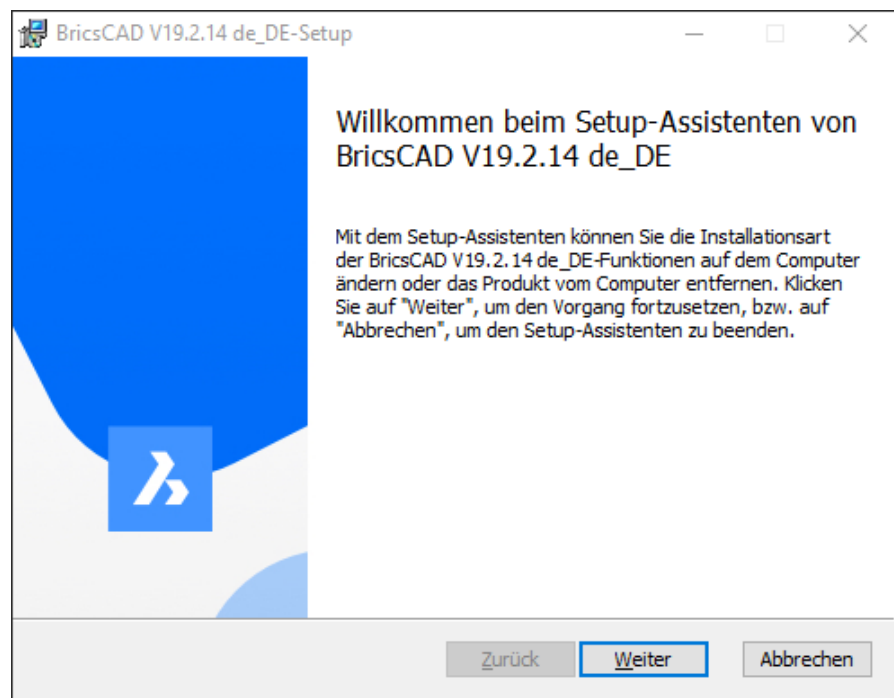 BricsCAD V19.2.14 de_DE-Setup
Willkommen beim Setup-Assistenten von
BricsCAD V19.2.14 de_DE
Mit dem Setup-Assistenten können Sie die Installationsart
der BricsCAD V19.2.14 de_DE-Funktionen auf dem Computer
ändern oder das Produkt vom Computer entfernen. Klicken
Sie auf "Weiter", um den Vorgang fortzusetzen, bzw. auf
"Abbrechen", um den Setup-Assistenten zu beenden.
Zurück Weiter Abbrechen